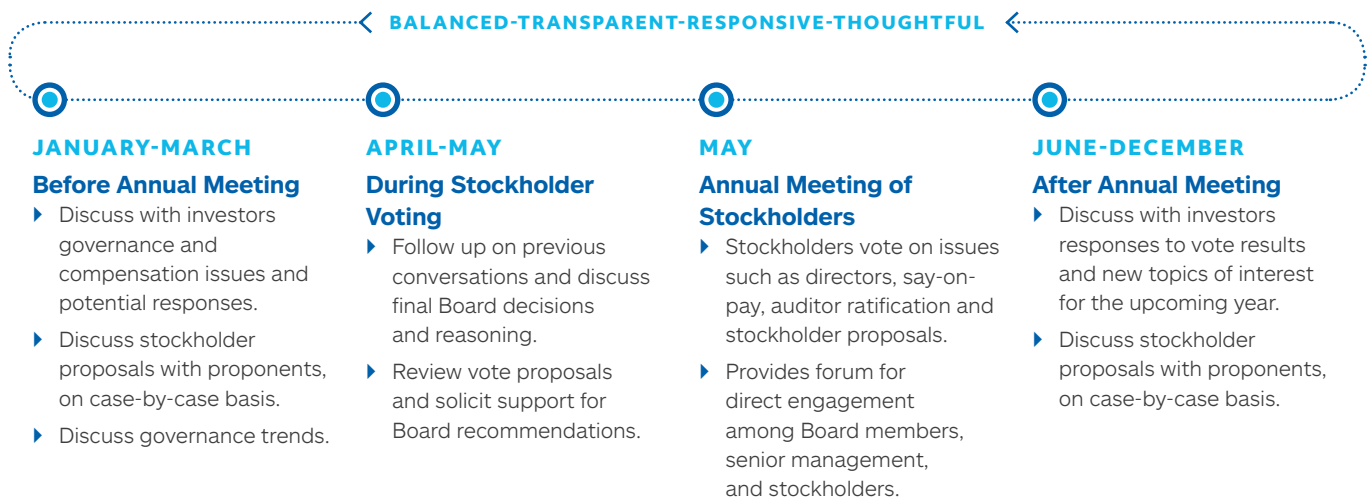 BALANCED-TRANSPARENT-RESPONSIVE-THOUGHTFUL
JANUARY-MARCH
Before Annual Meeting
Discuss with investors
governance and
compensation issues and
potential responses.
Discuss stockholder
proposals with proponents,
on case-by-case basis.
Discuss governance trends.
APRIL-MAY
During Stockholder
Voting
Follow up on previous
conversations and discuss
final Board decisions
and reasoning.
Review vote proposals
and solicit support for
Board recommendations.
MAY
Annual Meeting of
Stockholders
Stockholders vote on issues
such as directors, say-on-
pay, auditor ratification and
stockholder proposals.
Provides forum for
direct engagement
among Board members,
senior management,
and stockholders.
JUNE-DECEMBER
After Annual Meeting
Discuss with investors
responses to vote results
and new topics of interest
for the upcoming year.
Discuss stockholder
proposals with proponents,
on case-by-case basis.